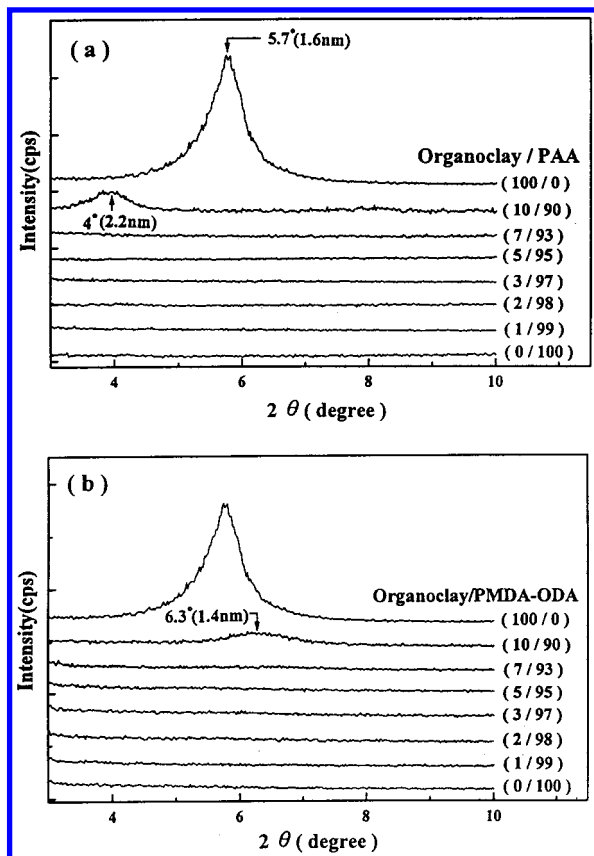 ( a )
5.7°(1.6nm)
Organoclay / PAA
( 100 / 0 )
( 10 / 90 )
4°(2.2nm)
( 7 / 93 )
( 5 / 95 )
( 3 / 97 )
( 2 / 98 )
( 1 / 99 )
( 0 / 100 )
Intensity(cps)
4 6 8 10
2 θ ( degree )
( b )
Organoclay/PMDA-ODA
6.3°(1.4nm)
( 100 / 0 )
( 10 / 90 )
( 7 / 93 )
( 5 / 95 )
( 3 / 97 )
( 2 / 98 )
( 1 / 99 )
( 0 / 100 )
Intensity(cps)
4 6 8 10
2 θ ( degree )